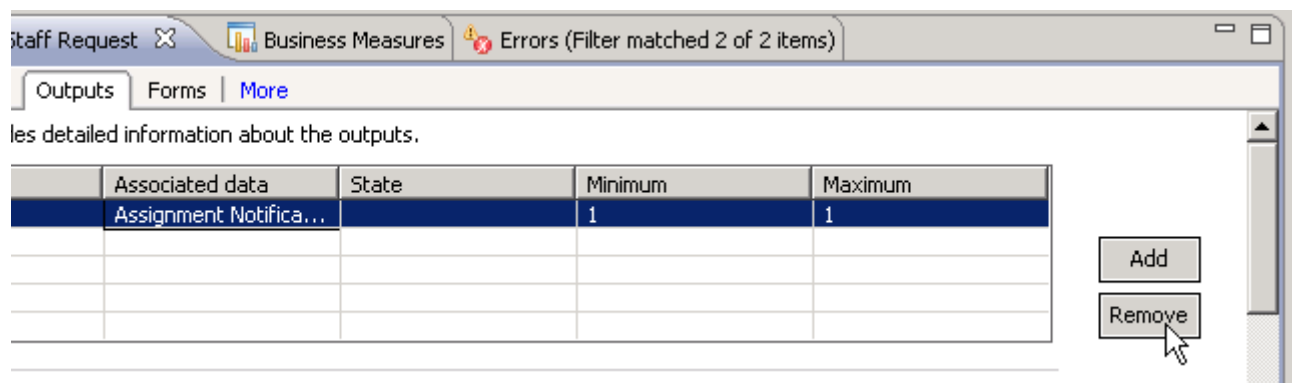 Staff Request Business Measures Errors (Filter matched 2 of 2 items)
Outputs Forms More
les detailed information about the outputs.
Associated data State Minimum Maximum
Assignment Notifica... 1 1
Add
Remove